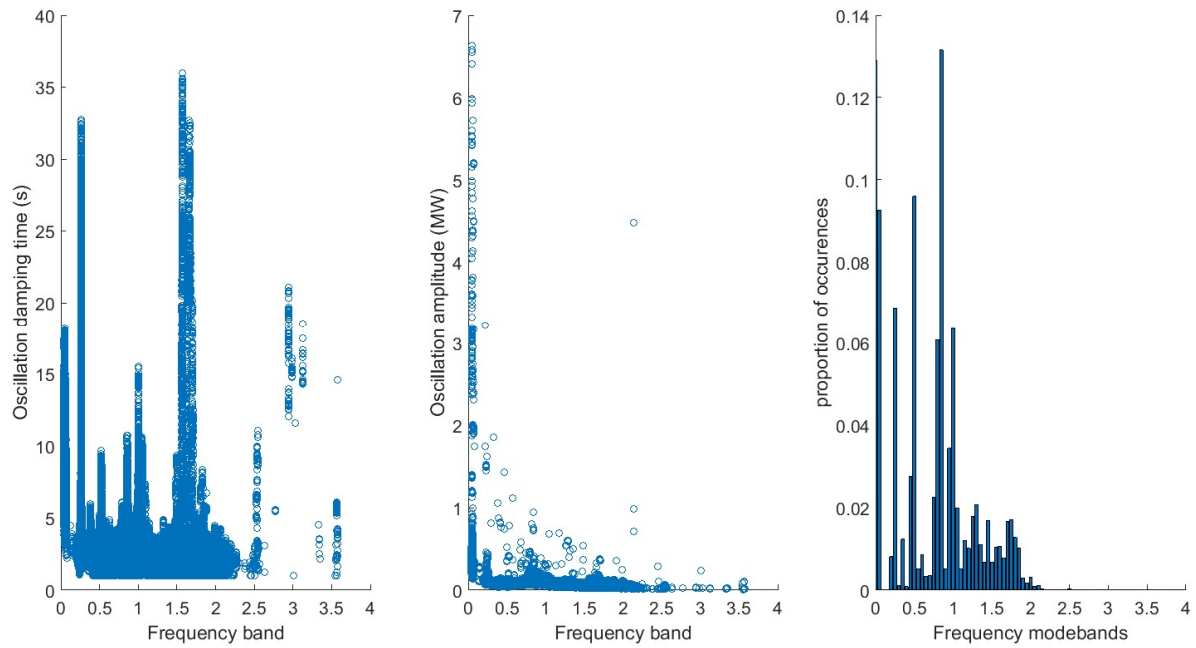 40
35
30
25
20
15
10
5
0
Oscillation damping time (s)
0 0.5 1 1.5 2 2.5 3 3.5 4
Frequency band
7
6
5
4
3
2
1
0
Oscillation amplitude (MW)
0 0.5 1 1.5 2 2.5 3 3.5 4
Frequency band
0.14
0.12
0.1
0.08
0.06
0.04
0.02
0
proportion of occurences
0 0.5 1 1.5 2 2.5 3 3.5 4
Frequency modebands